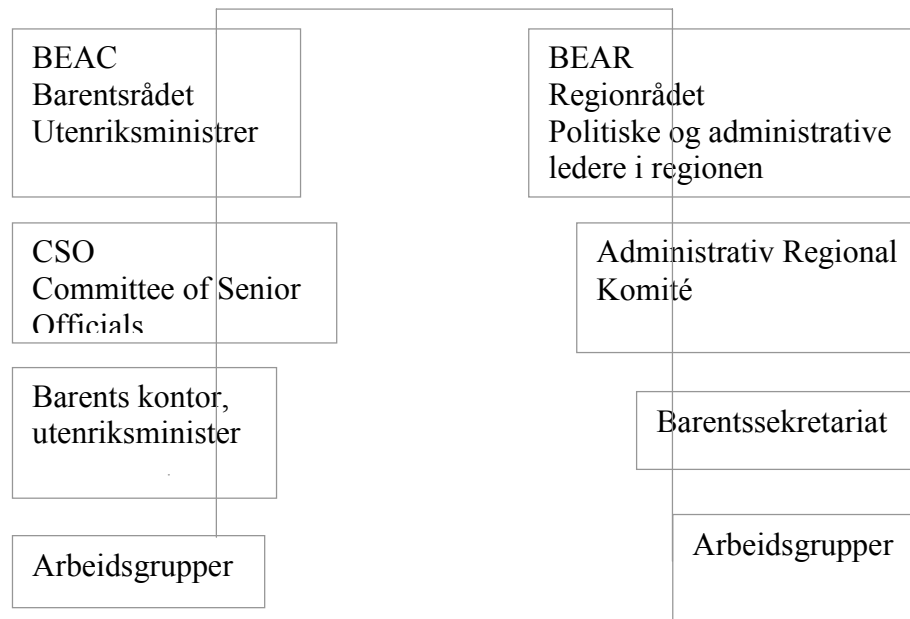 BEAC
Barentsrådet
Utenriksministrer
BEAR
Regionrådet
Politiske og administrative
ledere i regionen
CSO
Committee of Senior
Officials
Administrativ Regional
Komité
Barents kontor,
utenriksminister
Barentssekretariat
Arbeidsgrupper
Arbeidsgrupper